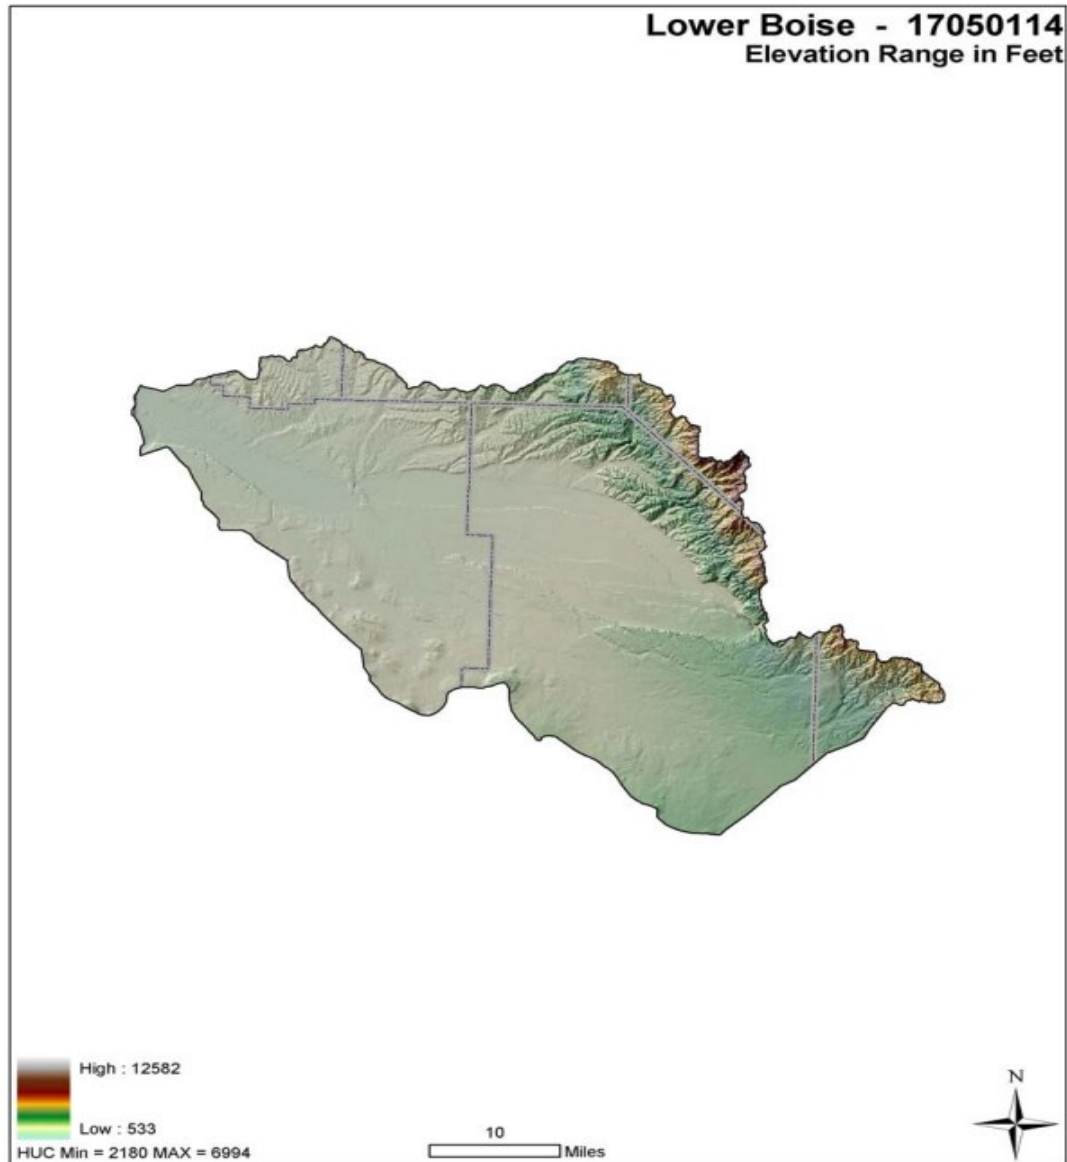 Lower Boise - 17050114
Elevation Range in Feet
High : 12582
Low : 533
HUC Min = 2180 MAX = 6994
10
Miles
N